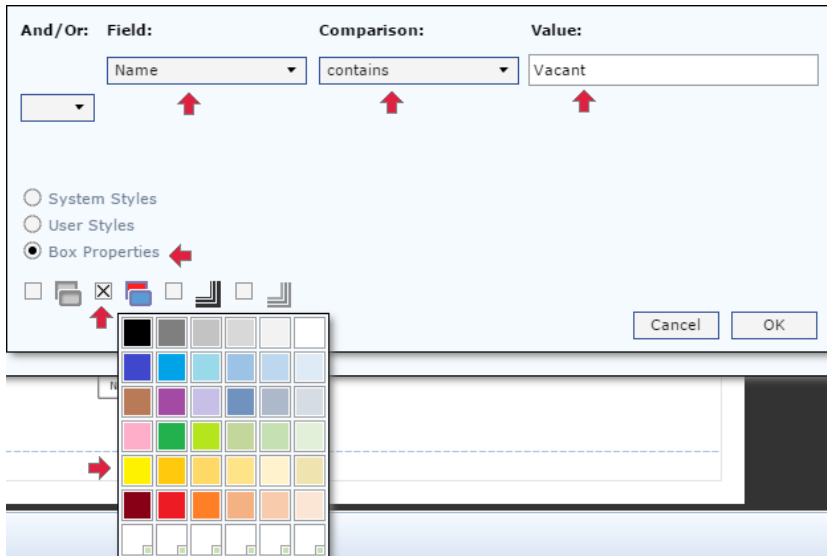 And/Or: Field: Comparison: Value:
Name contains Vacant
System Styles
User Styles
Box Properties
Cancel OK
N